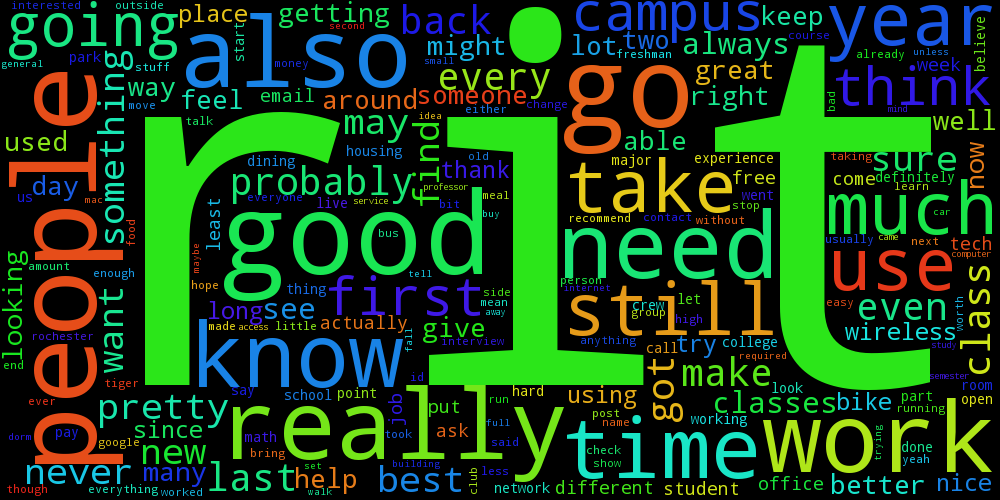 interested outside
going
general
place
getting
start
second
park
stuff
way
something
also
feel
talk
money
move
email
back
might
small
around
every
someone
either
idea
change
campus
lot two
freshman
keep
always
course
year
already
unless
week
believe
great
right
think
bad
mind
well
go
able
used
people
day
us
mac
food
probably
dining
housing
may
find
thank
old
everyone
live
service
professor
bit
meal
buy
rit
major
experience
free
went
stop
take
recommend
contact
without
come
taking
sure
definitely
learn
now
much
car
usually
came
next
tech
computer
looking
amount
enough
want
least
maybe
hope
good
bus
tell
thing
first
long see
side
mean
away
need
person
internet
still
crew
group
let
high
use
easy
even
wireless
worth
class
rochester
end
tiger
ever
know
made
access
little
actually
fall
give
interview
anything
call
try
college
required
study
semester
room
say
school
id
point
job
hard
got
make
look
using
pretty
since
new
really
put
ask
run
full
said
took
post
name
working
classes
bike
part
running
open
dorm
pay
google
never
many
last
math
bring
set
help
walk
best
building
club
less
network
time
check
show
different
student
work
office
trying
done
yeah
better
nice
though
everything
worked